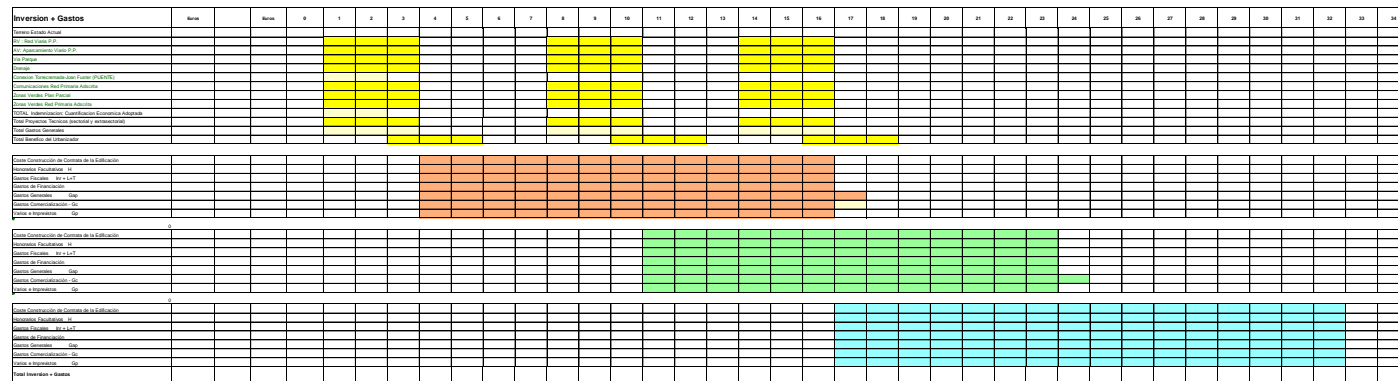 Inversion + Gastos Euros Euros 0 1 2 3 4 5 6 7 8 9 10 11 12 13 14 15 16 17 18 19 20 21 22 23 24 25 26 27 28 29 30 31 32 33 34
Terreno Estado Actual
RV : Red Viaria P.P.
AV: Aparcamiento Viario P.P.
Via Parque
Drenaje
Conexion Torrecremada-Joan Fuster (PUENTE)
Comunicaciones Red Primaria Adscrita
Zonas Verdes Plan Parcial
Zonas Verdes Red Primaria Adscrita
TOTAL Indemnizacion: Cuantificacion Economica Adoptada
Total Proyectos Tecnicos (sectorial y extrasectorial)
Total Gastos Generales
Total Beneficio del Urbanizador
Coste Construcción de Contrata de la Edificación
Honorarios Facultativos H
Gastos Fiscales Inr + L+T
Gastos de Financiación
Gastos Generales Gap
Gastos Comercialización - Gc
Varios e Imprevistos Gp
0
Coste Construcción de Contrata de la Edificación
Honorarios Facultativos H
Gastos Fiscales Inr + L+T
Gastos de Financiación
Gastos Generales Gap
Gastos Comercialización - Gc
Varios e Imprevistos Gp
0
Coste Construcción de Contrata de la Edificación
Honorarios Facultativos H
Gastos Fiscales Inr + L+T
Gastos de Financiación
Gastos Generales Gap
Gastos Comercialización - Gc
Varios e Imprevistos Gp
Total Inversion + Gastos